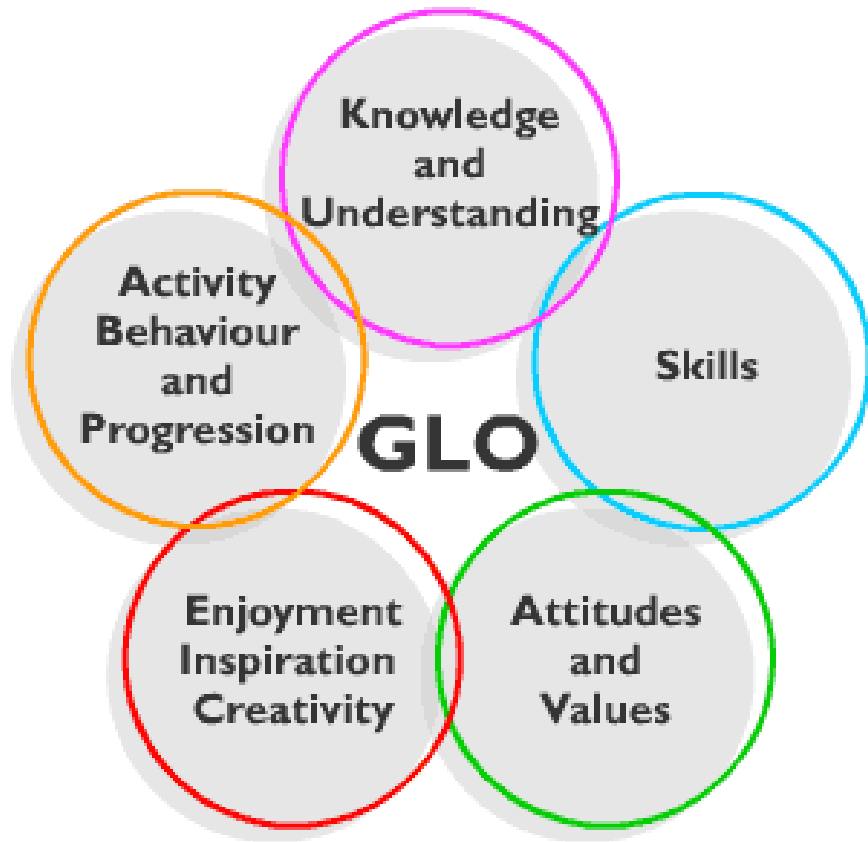 Knowledge
and
Understanding
Skills
Attitudes
and
Values
Enjoyment
Inspiration
Creativity
Activity
Behaviour
and
Progression
GLO